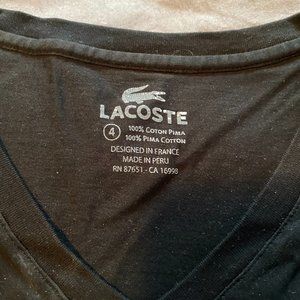 LACOSTE
4
100% COTON PIMA
100% PIMA COTTON
DESIGNED IN FRANCE
MADE IN PERU
RN 87651 - CA 16998